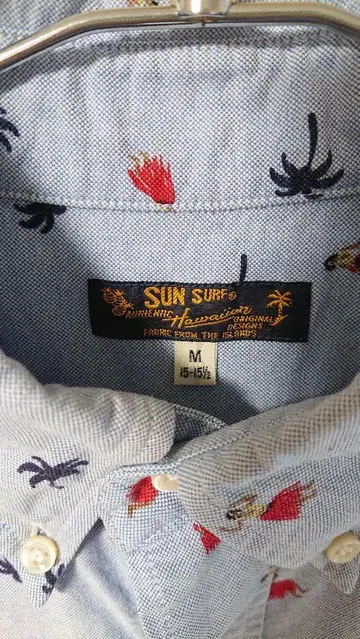 SUN SURF®
AUTHENTIC Hawaiian ORIGINAL DESIGNS
FABRIC FROM THE ISLANDS
M
15-15½